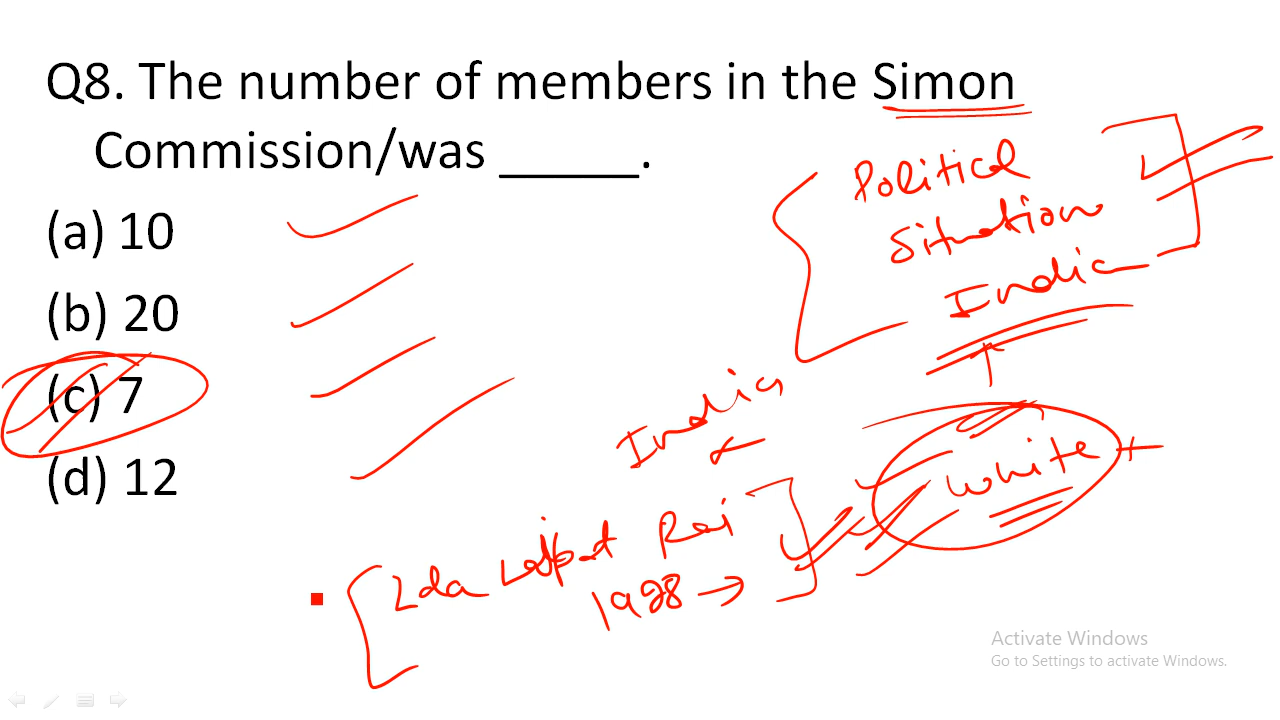 Q8. The number of members in the Simon
Commission/was ______.
(a) 10
(b) 20
(c) 7
(d) 12
Political
Situation
India
India
White
Lala Lajpat Rai
1928
Activate Windows
Go to Settings to activate Windows.